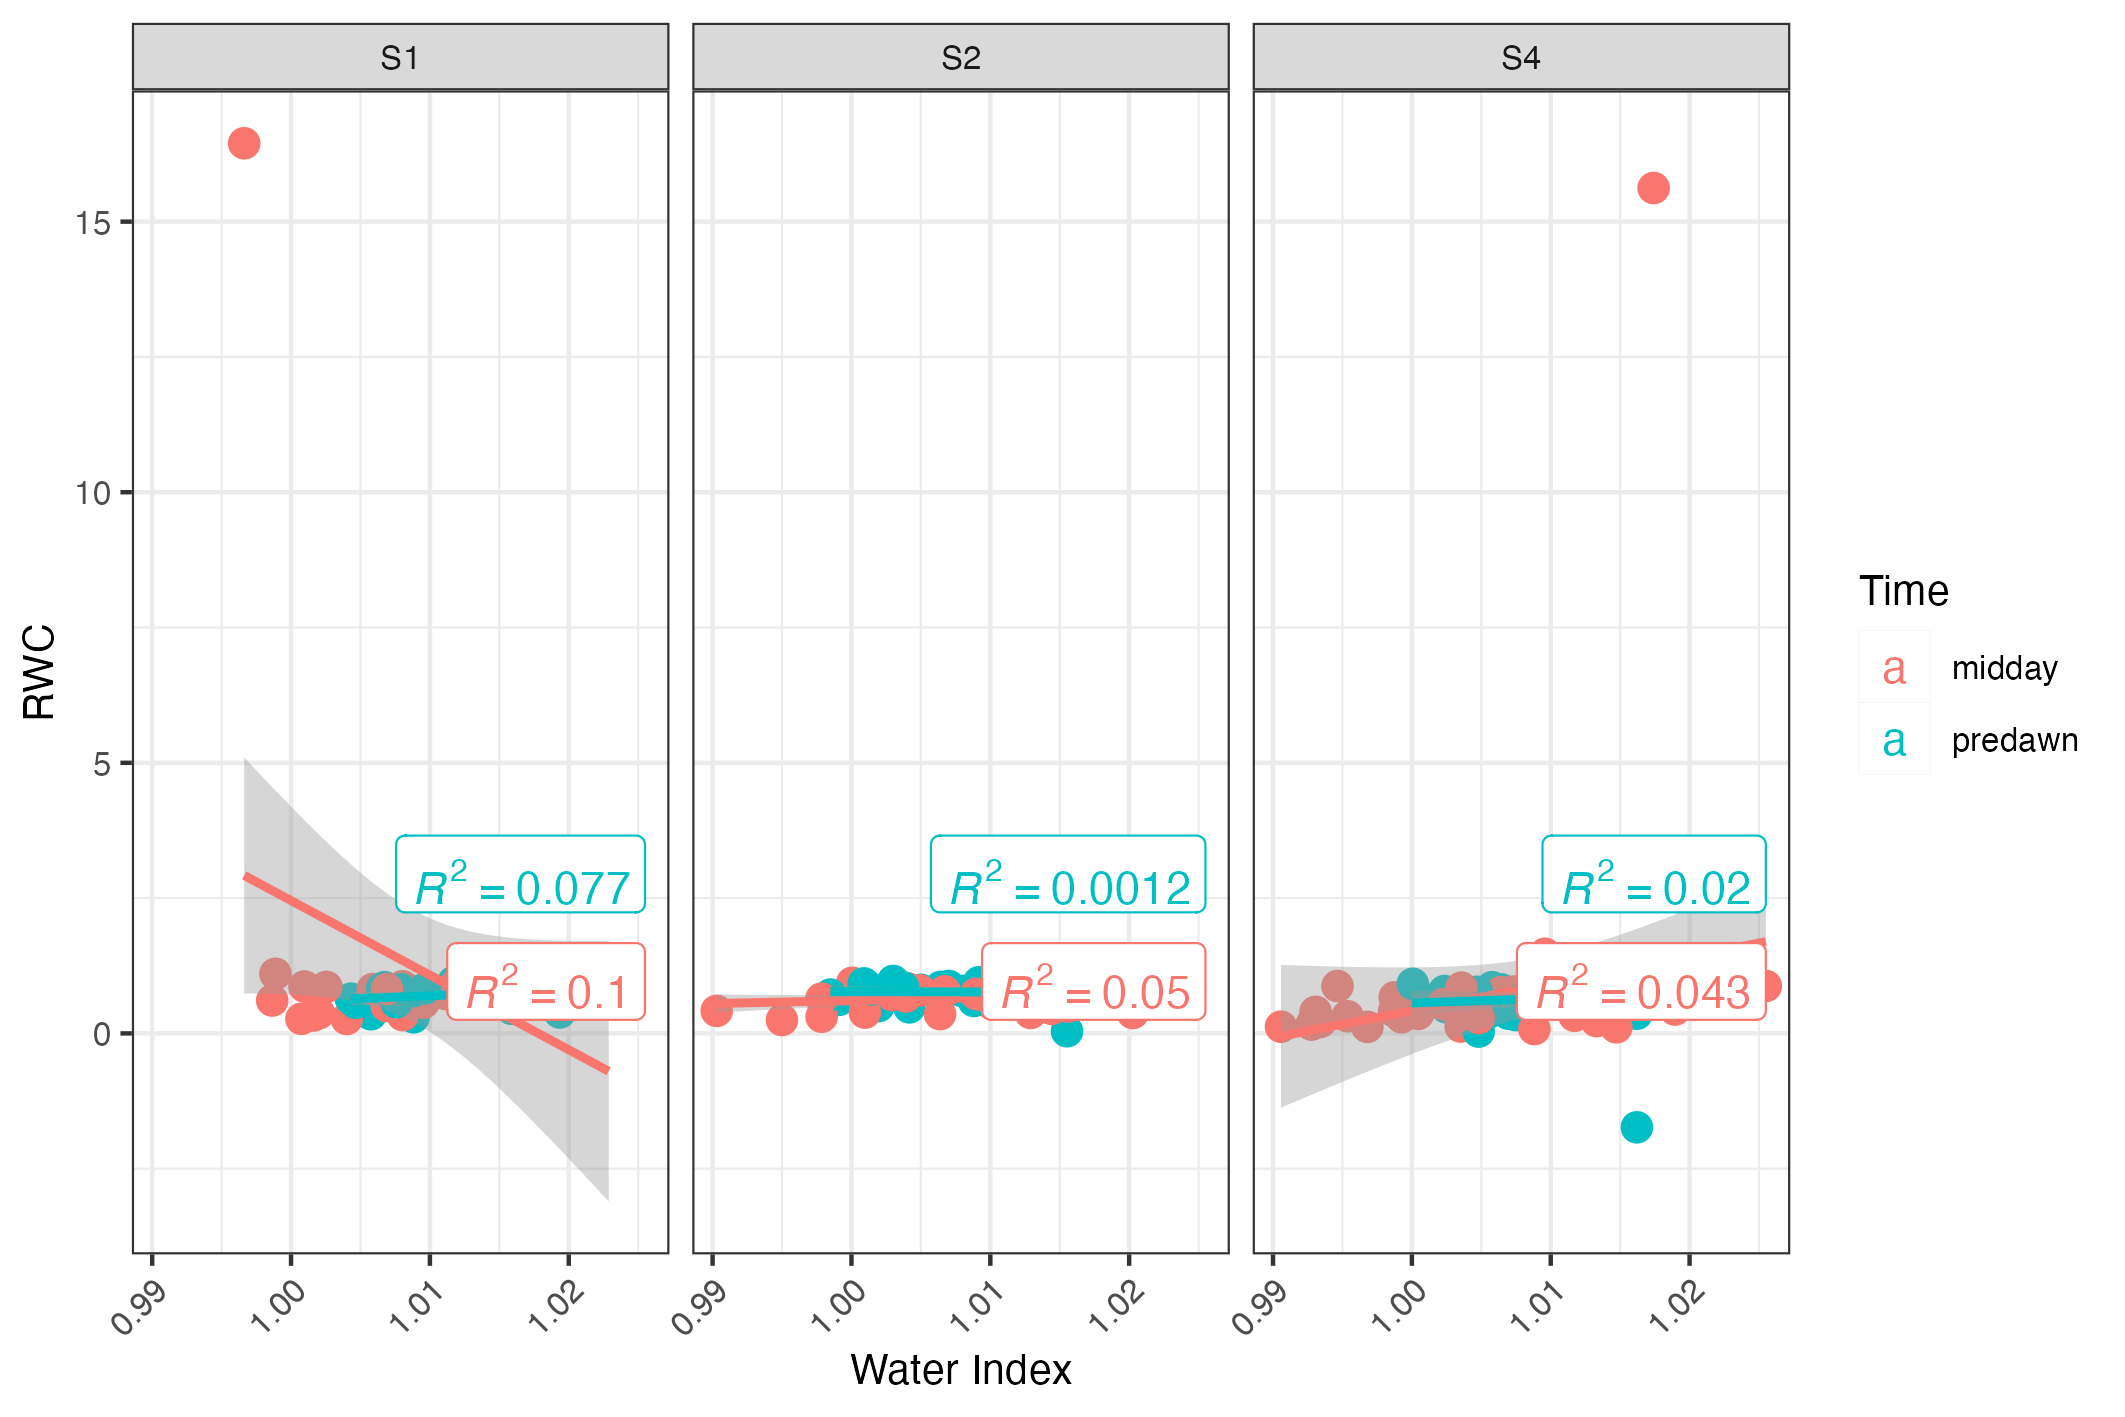 S1
S2
S4
15
10
5
0
RWC
R² = 0.077
R² = 0.0012
R² = 0.02
R² = 0.1
R² = 0.05
R² = 0.043
0.99
1.00
1.01
1.02
0.99
1.00
1.01
1.02
0.99
1.00
1.01
1.02
Water Index
Time
a midday
a predawn